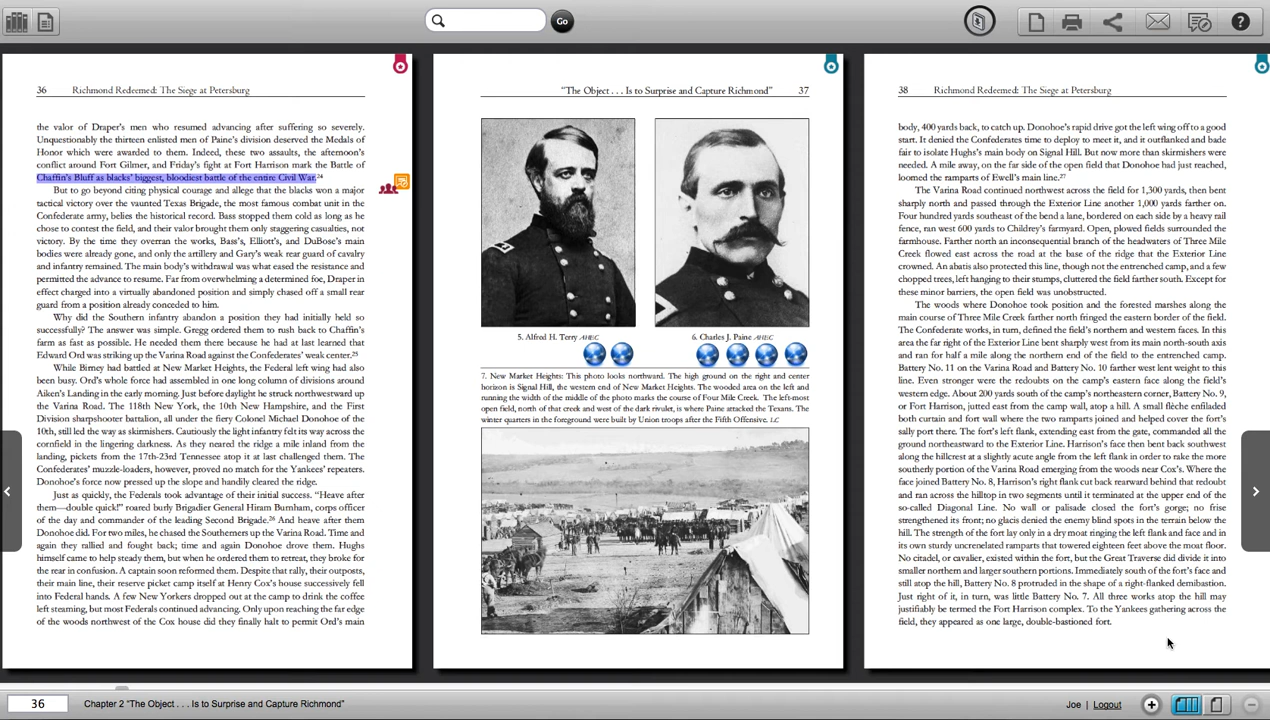 Go
?
36 Richmond Redeemed: The Siege at Petersburg
the valor of Draper's men who resumed advancing after suffering so severely.
Unquestionably the thirteen enlisted men of Paine's division deserved the Medals of
Honor which were awarded to them. Indeed, these two assaults, the afternoon's
conflict around Fort Gilmer, and Friday's fight at Fort Harrison mark the Battle of
Chaffin's Bluff as blacks' biggest, bloodiest battle of the entire Civil War.24
But to go beyond citing physical courage and allege that the blacks won a major
tactical victory over the vaunted Texas Brigade, the most famous combat unit in the
Confederate army, belies the historical record. Bass stopped them cold as long as he
chose to contest the field, and their valor brought them only staggering casualties, not
victory. By the time they overran the works, Bass's, Elliott's, and DuBose's main
bodies were already gone, and only the artillery and Gary's weak rear guard of cavalry
and infantry remained. The main body's withdrawal was what eased the resistance and
permitted the advance to resume. Far from overwhelming a determined foe, Draper in
effect charged into a virtually abandoned position and simply chased off a small rear
guard from a position already conceded to him.
Why did the Southern infantry abandon a position they had initially held so
successfully? The answer was simple. Gregg ordered them to rush back to Chaffin's
farm as fast as possible. He needed them there because he had at last learned that
Edward Ord was striking up the Varina Road against the Confederates' weak center.25
While Birney had battled at New Market Heights, the Federal left wing had also
been busy. Ord's whole force had assembled in one long column of divisions around
Aiken's Landing in the early morning. Just before daylight he struck northwestward up
the Varina Road. The 118th New York, the 10th New Hampshire, and the First
Division sharpshooter battalion, all under the fiery Colonel Michael Donohoe of the
10th, still led the way as skirmishers. Cautiously the light infantry felt its way across the
cornfield in the lingering darkness. As they neared the ridge a mile inland from the
landing, pickets from the 17th-23rd Tennessee atop it at last challenged them. The
Confederates' muzzle-loaders, however, proved no match for the Yankees' repeaters.
Donohoe's force now pressed up the slope and handily cleared the ridge.
Just as quickly, the Federals took advantage of their initial success. "Heave after
them—double quick!" roared burly Brigadier General Hiram Burnham, corps officer
of the day and commander of the leading Second Brigade.26 And heave after them
Donohoe did. For two miles, he chased the Southerners up the Varina Road. Time and
again they rallied and fought back; time and again Donohoe drove them. Hughs
himself came to help steady them, but when he ordered them to retreat, they broke for
the rear in confusion. A captain soon reformed them. Despite that rally, their outposts,
their main line, their reserve picket camp itself at Henry Cox's house successively fell
into Federal hands. A few New Yorkers dropped out at the camp to drink the coffee
left steaming, but most Federals continued advancing. Only upon reaching the far edge
of the woods northwest of the Cox house did they finally halt to permit Ord's main
"The Object . . . Is to Surprise and Capture Richmond" 37
5. Alfred H. Terry AHEC
6. Charles J. Paine AHEC
7. New Market Heights: This photo looks northward. The high ground on the right and center
horizon is Signal Hill, the western end of New Market Heights. The wooded area on the left and
running the width of the middle of the photo marks the course of Four Mile Creek. The left-most
open field, north of that creek and west of the dark rivulet, is where Paine attacked the Texans. The
winter quarters in the foreground were built by Union troops after the Fifth Offensive. LC
38 Richmond Redeemed: The Siege at Petersburg
body, 400 yards back, to catch up. Donohoe's rapid drive got the left wing off to a good
start. It denied the Confederates time to deploy to meet it, and it outflanked and bade
fair to isolate Hughs's main body on Signal Hill. But now more than skirmishers were
needed. A mile away, on the far side of the open field that Donohoe had just reached,
loomed the ramparts of Ewell's main line.27
The Varina Road continued northwest across the field for 1,300 yards, then bent
sharply north and passed through the Exterior Line another 1,000 yards farther on.
Four hundred yards southeast of the bend a lane, bordered on each side by a heavy rail
fence, ran west 600 yards to Childrey's farmyard. Open, plowed fields surrounded the
farmhouse. Farther north an inconsequential branch of the headwaters of Three Mile
Creek flowed east across the road at the base of the ridge that the Exterior Line
crowned. An abatis also protected this line, though not the entrenched camp, and a few
chopped trees, left hanging to their stumps, cluttered the field farther south. Except for
these minor barriers, the open field was unobstructed.
The woods where Donohoe took position and the forested marshes along the
main course of Three Mile Creek farther north fringed the eastern border of the field.
The Confederate works, in turn, defined the field's northern and western faces. In this
area the far right of the Exterior Line bent sharply west from its main north-south axis
and ran for half a mile along the northern end of the field to the entrenched camp.
Battery No. 11 on the Varina Road and Battery No. 10 farther west lent weight to this
line. Even stronger were the redoubts on the camp's eastern face along the field's
western edge. About 200 yards south of the camp's northeastern corner, Battery No. 9,
or Fort Harrison, jutted east from the camp wall, atop a hill. A small flèche enfiladed
both curtain and fort wall where the two ramparts joined and helped cover the fort's
sally port there. The fort's left flank, extending east from the gate, commanded all the
ground northeastward to the Exterior Line. Harrison's face then bent back southwest
along the hillcrest at a slightly acute angle from the left flank in order to rake the more
southerly portion of the Varina Road emerging from the woods near Cox's. Where the
face joined Battery No. 8, Harrison's right flank cut back rearward behind that redoubt
and ran across the hilltop in two segments until it terminated at the upper end of the
so-called Diagonal Line. No wall or palisade closed the fort's gorge; no frise
strengthened its front; no glacis denied the enemy blind spots in the terrain below the
hill. The strength of the fort lay only in a dry moat ringing the left flank and face and in
its own sturdy uncrenelated ramparts that towered eighteen feet above the moat floor.
No citadel, or cavalier, existed within the fort, but the Great Traverse did divide it into
smaller northern and larger southern portions. Immediately south of the fort's face and
still atop the hill, Battery No. 8 protruded in the shape of a right-flanked demibastion.
Just right of it, in turn, was little Battery No. 7. All three works atop the hill may
justifiably be termed the Fort Harrison complex. To the Yankees gathering across the
field, they appeared as one large, double-bastioned fort.
36 Chapter 2 "The Object . . . Is to Surprise and Capture Richmond" Joe | Logout